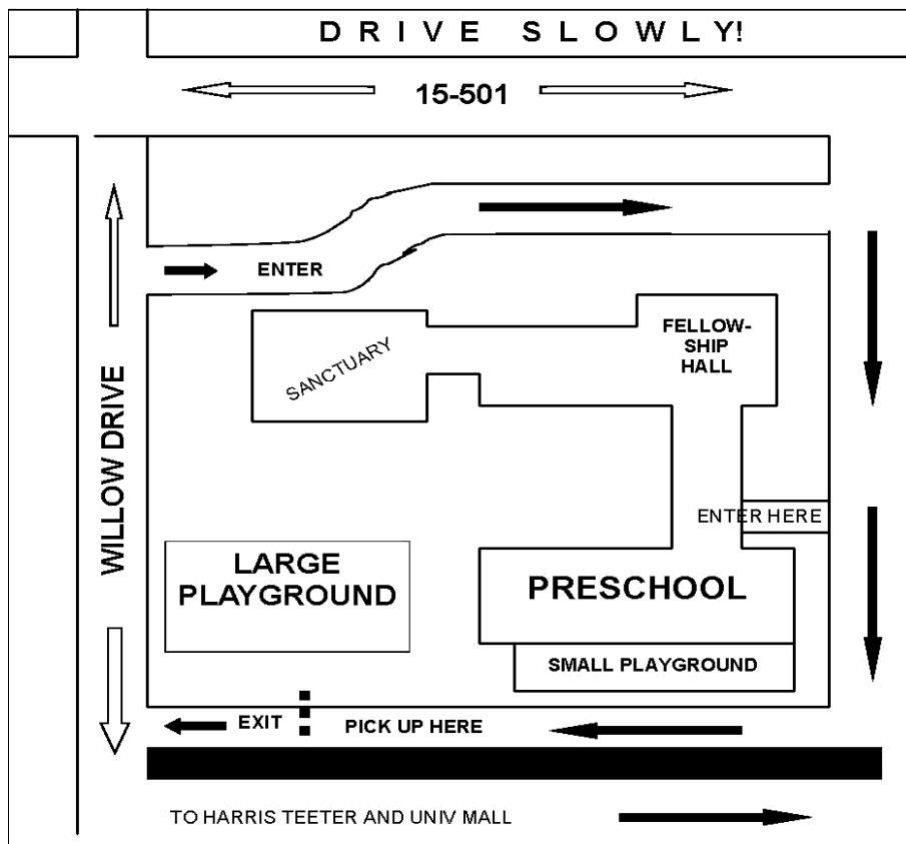 DRIVE SLOWLY!
15-501
ENTER
SANCTUARY
FELLOW-
SHIP
HALL
WILLOW DRIVE
ENTER HERE
LARGE
PLAYGROUND
PRESCHOOL
SMALL PLAYGROUND
EXIT
PICK UP HERE
TO HARRIS TEETER AND UNIV MALL